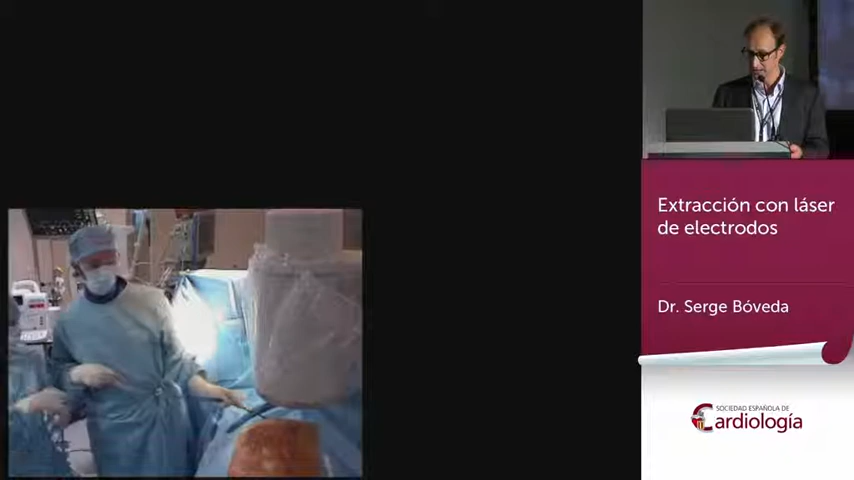 Extracción con láser
de electrodos
Dr. Serge Bóveda
SOCIEDAD ESPAÑOLA DE
Cardiología